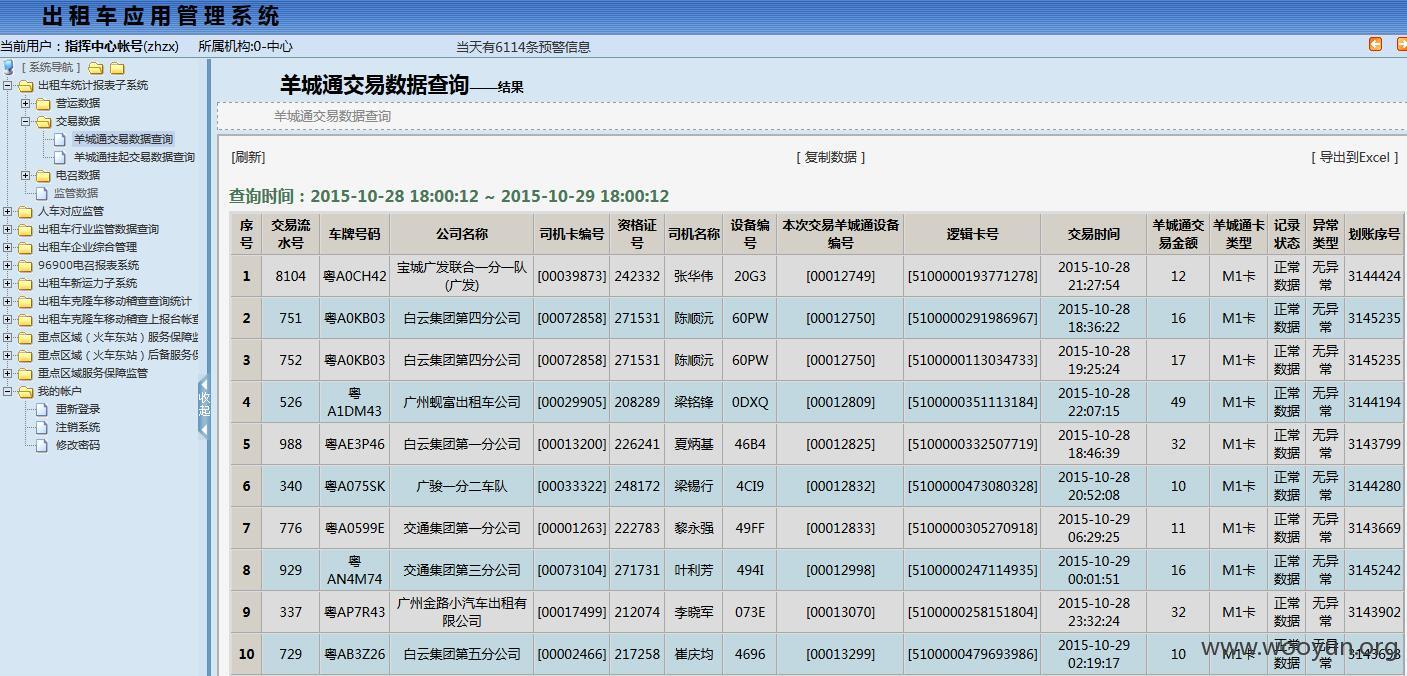 出租车应用管理系统
当前用户：指挥中心帐号(zhzx) 所属机构:0-中心 当天有6114条预警信息
[ 系统导航 ]
出租车统计报表子系统
营运数据
交易数据
羊城通交易数据查询
羊城通挂起交易数据查询
电召数据
监管数据
人车对应监管
出租车行业监管数据查询
出租车企业综合管理
96900电召报表系统
出租车新运力子系统
出租车克隆车移动稽查查询统计
出租车克隆车移动稽查上报台帐查
重点区域（火车东站）服务保障监
重点区域（火车东站）后备服务保
重点区域服务保障监管
我的帐户
重新登录
注销系统
修改密码
收起
羊城通交易数据查询——结果
羊城通交易数据查询
[刷新] [ 复制数据 ] [ 导出到Excel ]
查询时间：2015-10-28 18:00:12 ~ 2015-10-29 18:00:12
序号 交易流水号 车牌号码 公司名称 司机卡编号 资格证号 司机名称 设备编号 本次交易羊城通设备编号 逻辑卡号 交易时间 羊城通交易金额 羊城通卡类型 记录状态 异常类型 划账序号
1 8104 粤A0CH42 宝城广发联合一分一队(广发) [00039873] 242332 张华伟 20G3 [00012749] [5100000193771278] 2015-10-28 21:27:54 12 M1卡 正常数据 无异常 3144424
2 751 粤A0KB03 白云集团第四分公司 [00072858] 271531 陈顺沅 60PW [00012750] [5100000291986967] 2015-10-28 18:36:22 16 M1卡 正常数据 无异常 3145235
3 752 粤A0KB03 白云集团第四分公司 [00072858] 271531 陈顺沅 60PW [00012750] [5100000113034733] 2015-10-28 19:25:24 17 M1卡 正常数据 无异常 3145235
4 526 粤A1DM43 广州蚬富出租车公司 [00029905] 208289 梁铭锋 0DXQ [00012809] [5100000351113184] 2015-10-28 22:07:15 49 M1卡 正常数据 无异常 3144194
5 988 粤AE3P46 白云集团第一分公司 [00013200] 226241 夏炳基 46B4 [00012825] [5100000332507719] 2015-10-28 18:46:39 32 M1卡 正常数据 无异常 3143799
6 340 粤A075SK 广骏一分二车队 [00033322] 248172 梁锡行 4CI9 [00012832] [5100000473080328] 2015-10-28 20:52:08 10 M1卡 正常数据 无异常 3144280
7 776 粤A0599E 交通集团第一分公司 [00001263] 222783 黎永强 49FF [00012833] [5100000305270918] 2015-10-29 06:29:25 11 M1卡 正常数据 无异常 3143669
8 929 粤AN4M74 交通集团第三分公司 [00073104] 271731 叶利芳 494I [00012998] [5100000247114935] 2015-10-29 00:01:51 16 M1卡 正常数据 无异常 3145242
9 337 粤AP7R43 广州金路小汽车出租有限公司 [00017499] 212074 李晓军 073E [00013070] [5100000258151804] 2015-10-28 23:32:24 32 M1卡 正常数据 无异常 3143902
10 729 粤AB3Z26 白云集团第五分公司 [00002466] 217258 崔庆均 4696 [00013299] [5100000479693986] 2015-10-29 02:19:17 10 M1卡 正常数据 无异常 3143693
www.wooyun.org